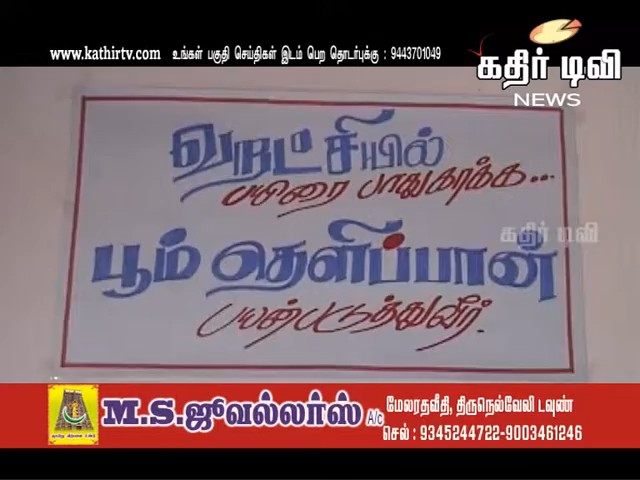 www.kathirtv.com உங்கள் பகுதி செய்திகள் இடம் பெற தொடர்புக்கு : 9443701049
கதிர் டிவி
NEWS
வறட்சியில்
பயிரை பாதுகாக்க...
கதிர் டிவி
பூம் தெளிப்பான்
பயன்படுத்துவீர்.
M.S.ஜுவல்லர்ஸ் A/c
மேலரதவீதி, திருநெல்வேலி டவுண்
செல் : 9345244722-9003461246